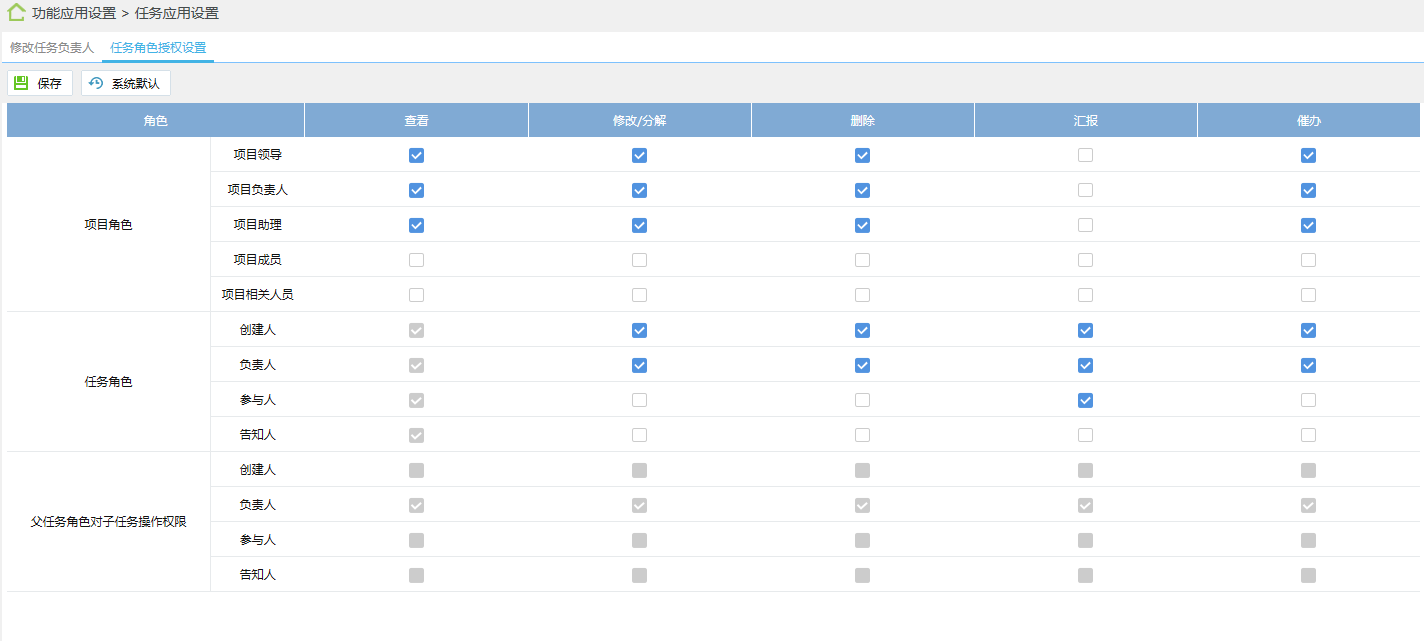 功能应用设置 > 任务应用设置
修改任务负责人 任务角色授权设置
保存 系统默认
角色 查看 修改/分解 删除 汇报 催办
项目角色
项目领导
项目负责人
项目助理
项目成员
项目相关人员
任务角色
创建人
负责人
参与人
告知人
父任务角色对子任务操作权限
创建人
负责人
参与人
告知人